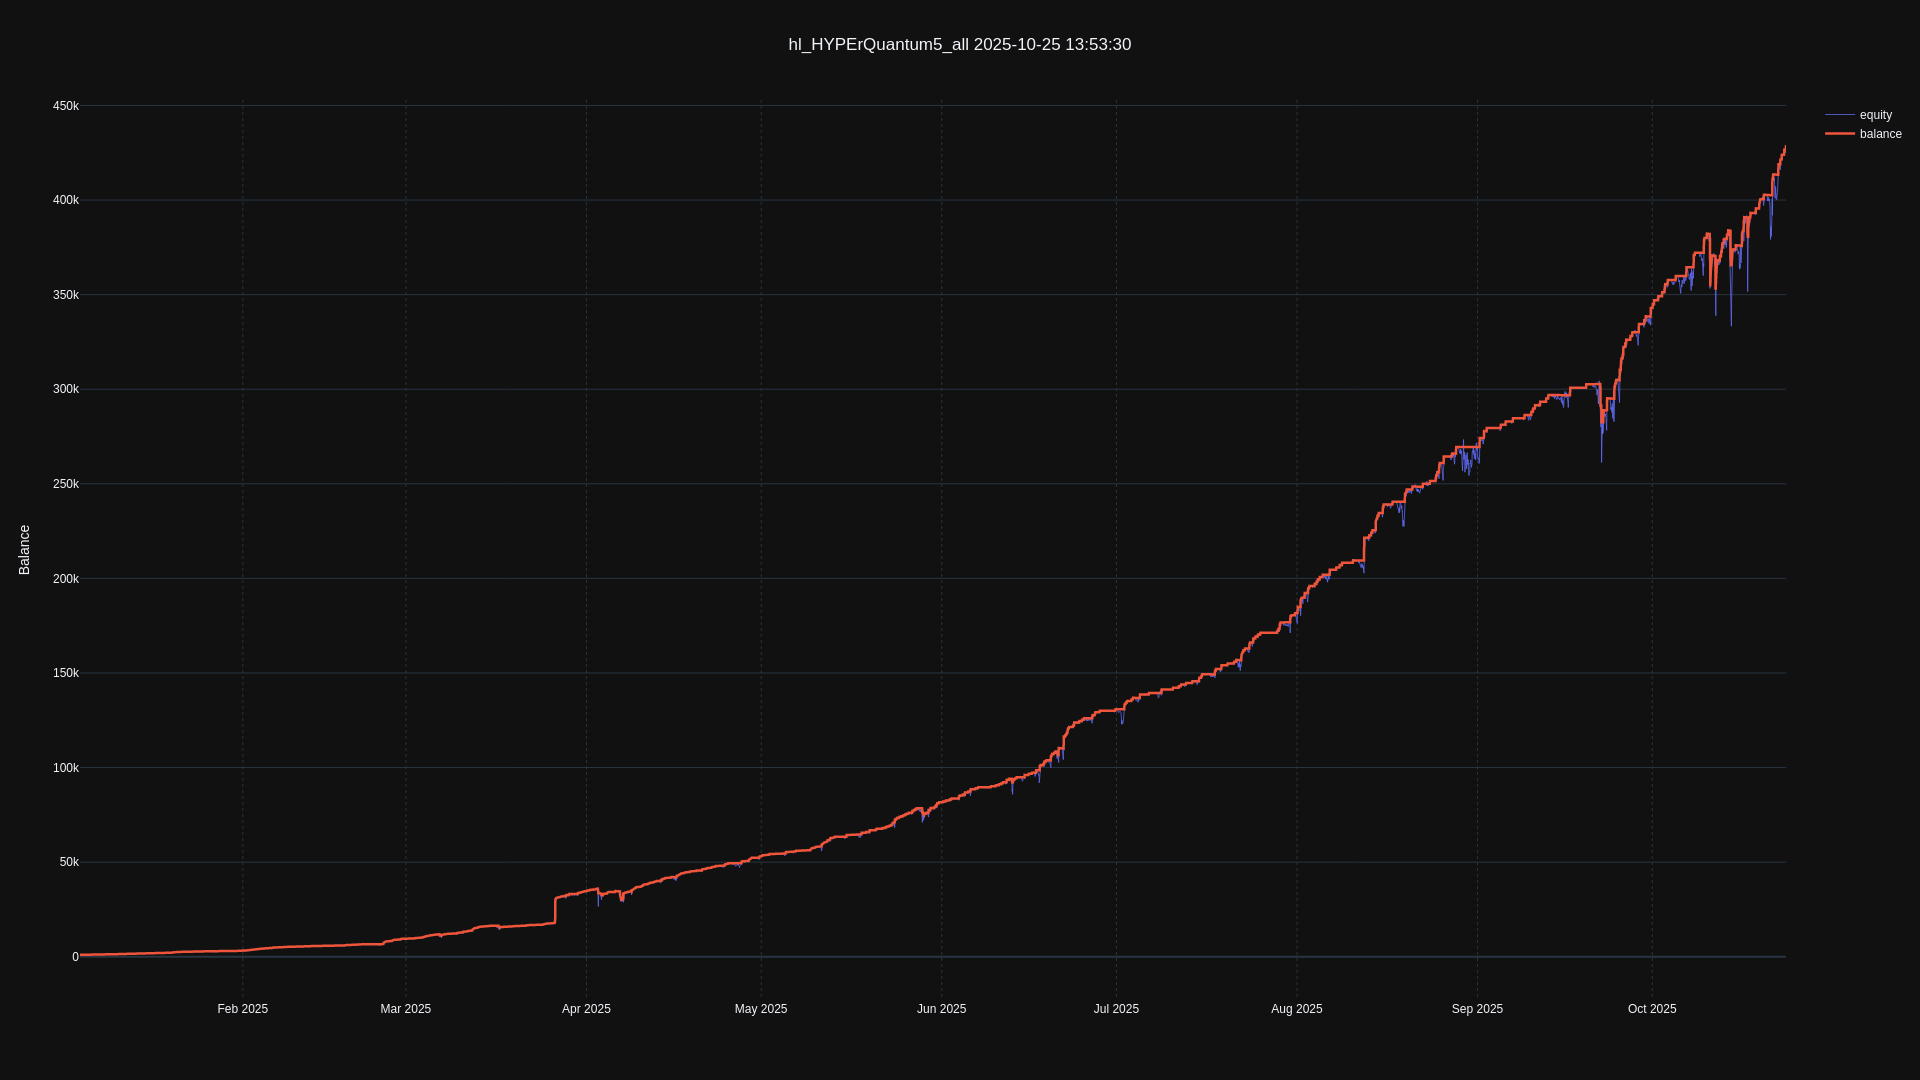 hl_HYPErQuantum5_all 2025-10-25 13:53:30
equity
balance
Balance
450k
400k
350k
300k
250k
200k
150k
100k
50k
0
Feb 2025
Mar 2025
Apr 2025
May 2025
Jun 2025
Jul 2025
Aug 2025
Sep 2025
Oct 2025